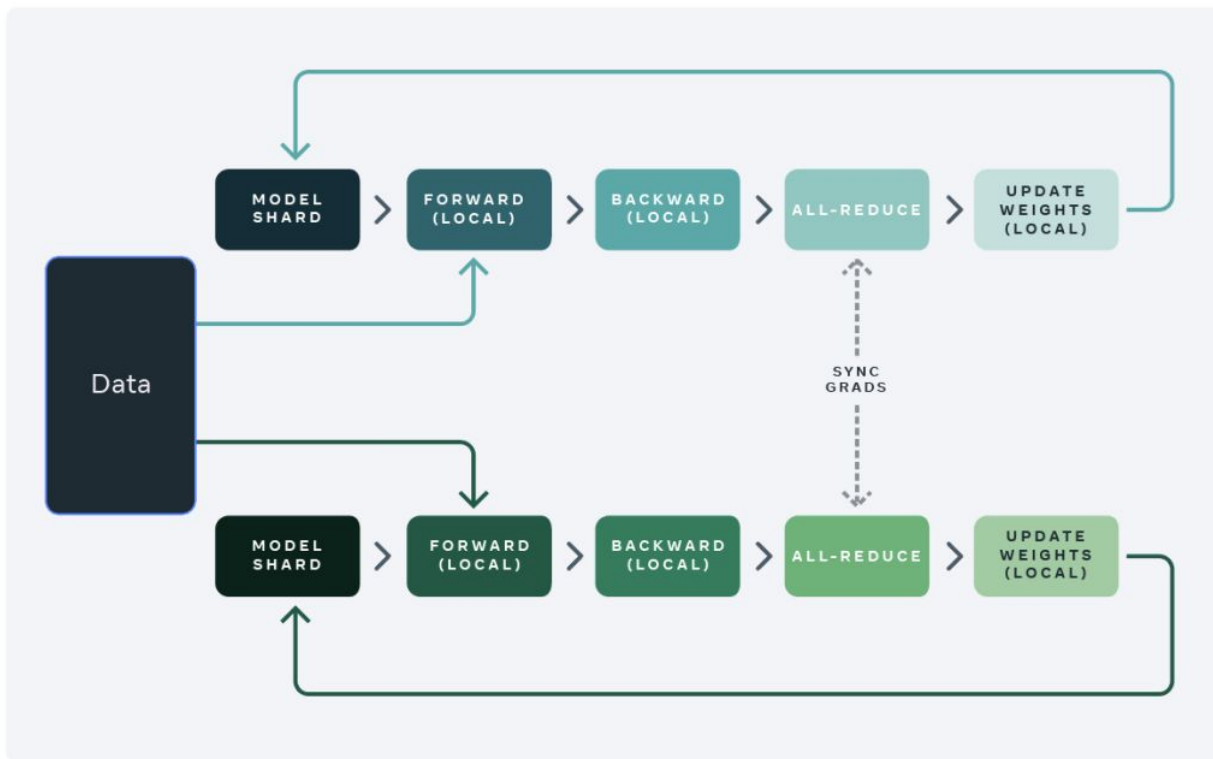 MODEL
SHARD
FORWARD
(LOCAL)
BACKWARD
(LOCAL)
ALL-REDUCE
UPDATE
WEIGHTS
(LOCAL)
Data
SYNC
GRADS
MODEL
SHARD
FORWARD
(LOCAL)
BACKWARD
(LOCAL)
ALL-REDUCE
UPDATE
WEIGHTS
(LOCAL)